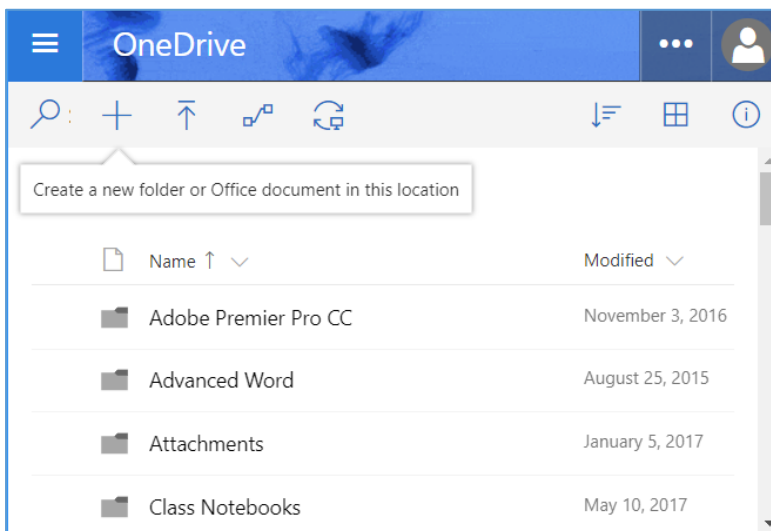 OneDrive
Create a new folder or Office document in this location
Name Modified
Adobe Premier Pro CC November 3, 2016
Advanced Word August 25, 2015
Attachments January 5, 2017
Class Notebooks May 10, 2017